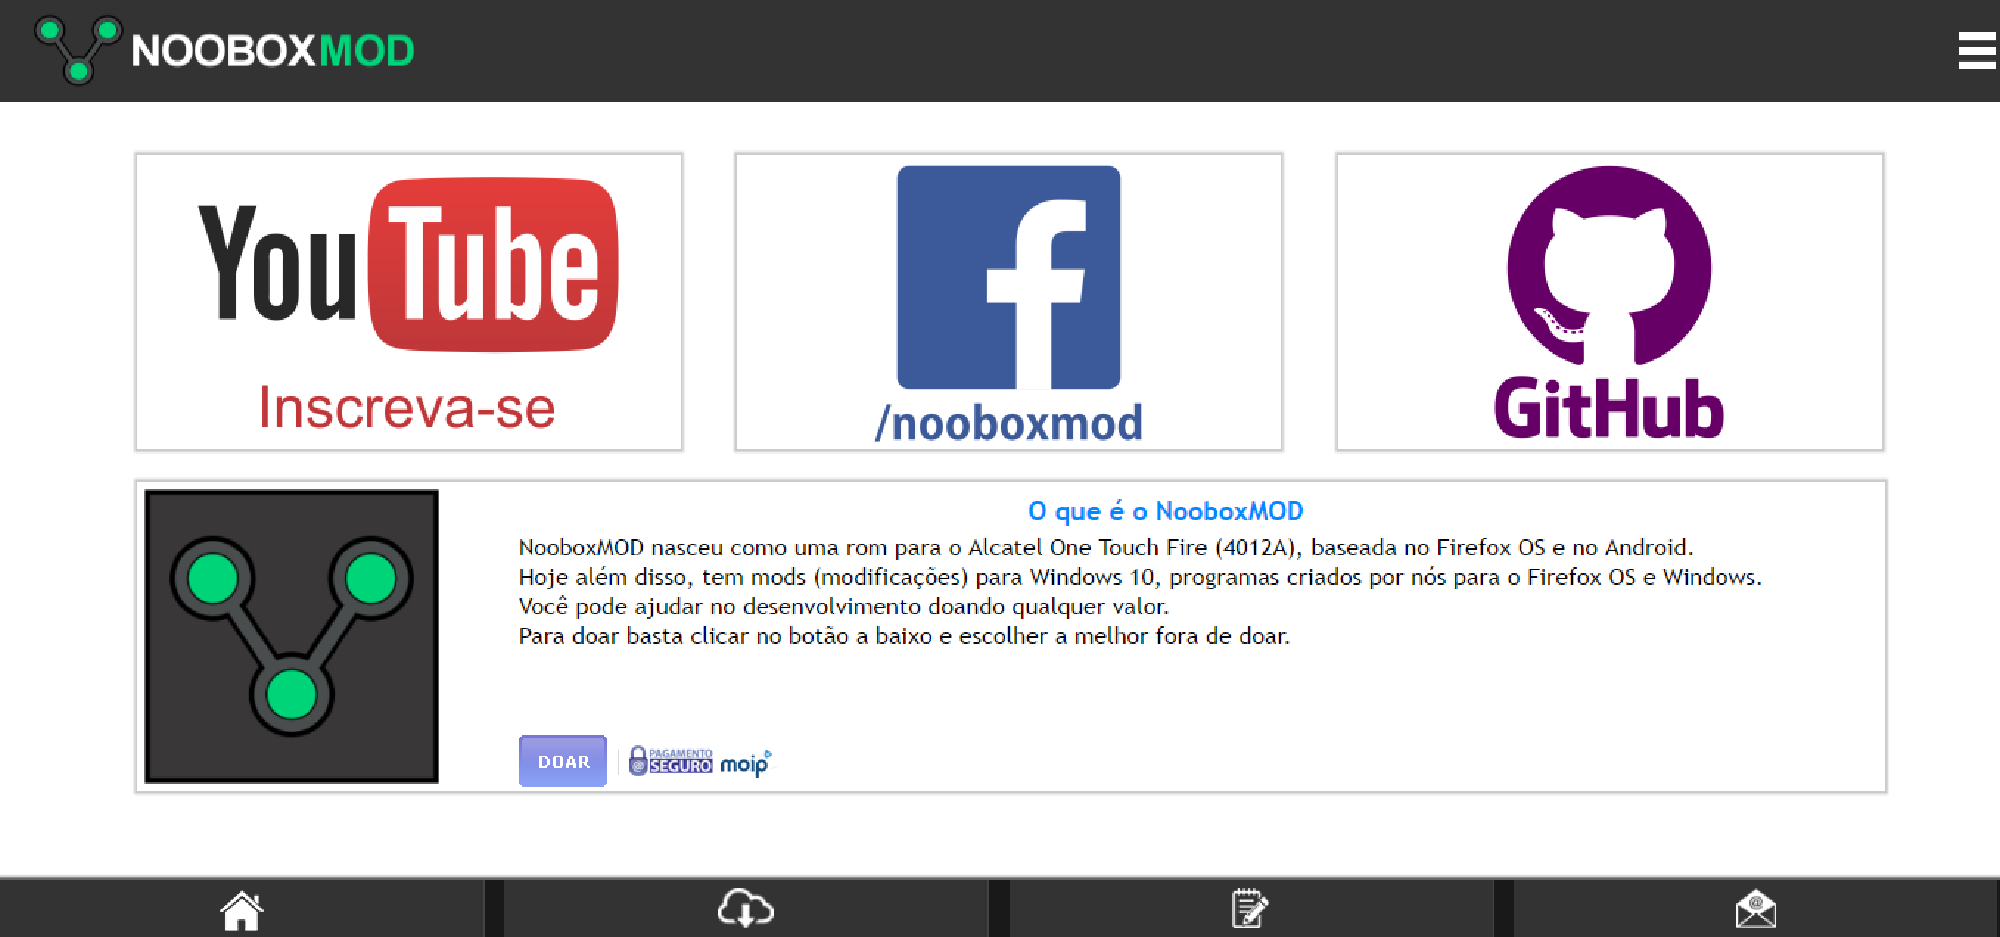 NOOBOXMOD
YouTube
Inscreva-se
/nooboxmod
GitHub
O que é o NooboxMOD
NooboxMOD nasceu como uma rom para o Alcatel One Touch Fire (4012A), baseada no Firefox OS e no Android.
Hoje além disso, tem mods (modificações) para Windows 10, programas criados por nós para o Firefox OS e Windows.
Você pode ajudar no desenvolvimento doando qualquer valor.
Para doar basta clicar no botão a baixo e escolher a melhor fora de doar.
DOAR
PAGAMENTO
SEGURO
moip